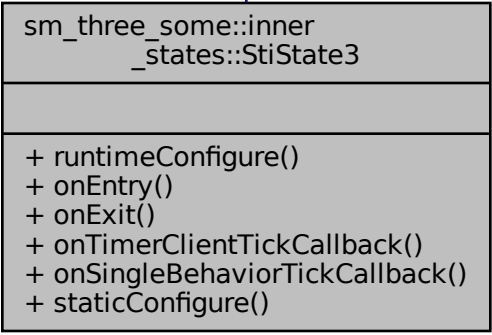 sm_three_some::inner
_states::StiState3
+ runtimeConfigure()
+ onEntry()
+ onExit()
+ onTimerClientTickCallback()
+ onSingleBehaviorTickCallback()
+ staticConfigure()